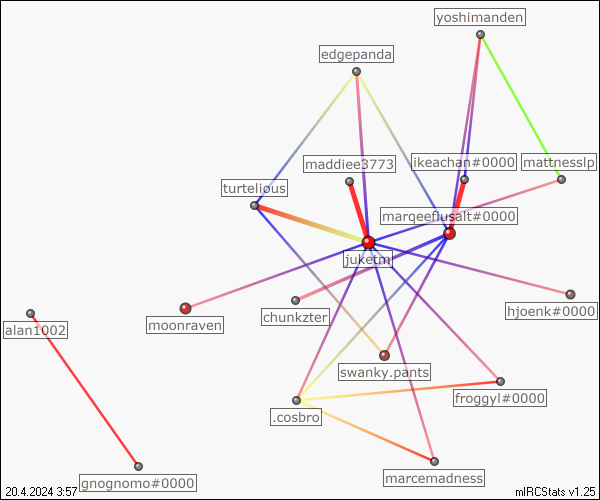 yoshimanden
edgepanda
maddiee3773
ikeachan#0000
mattnesslp
turtelious
marqeeflusalt#0000
juketm
hjoenk#0000
chunkzter
moonraven
alan1002
swanky.pants
froggyl#0000
.cosbro
marcemadness
gnognomo#0000
20.4.2024 3:57
mIRCStats v1.25